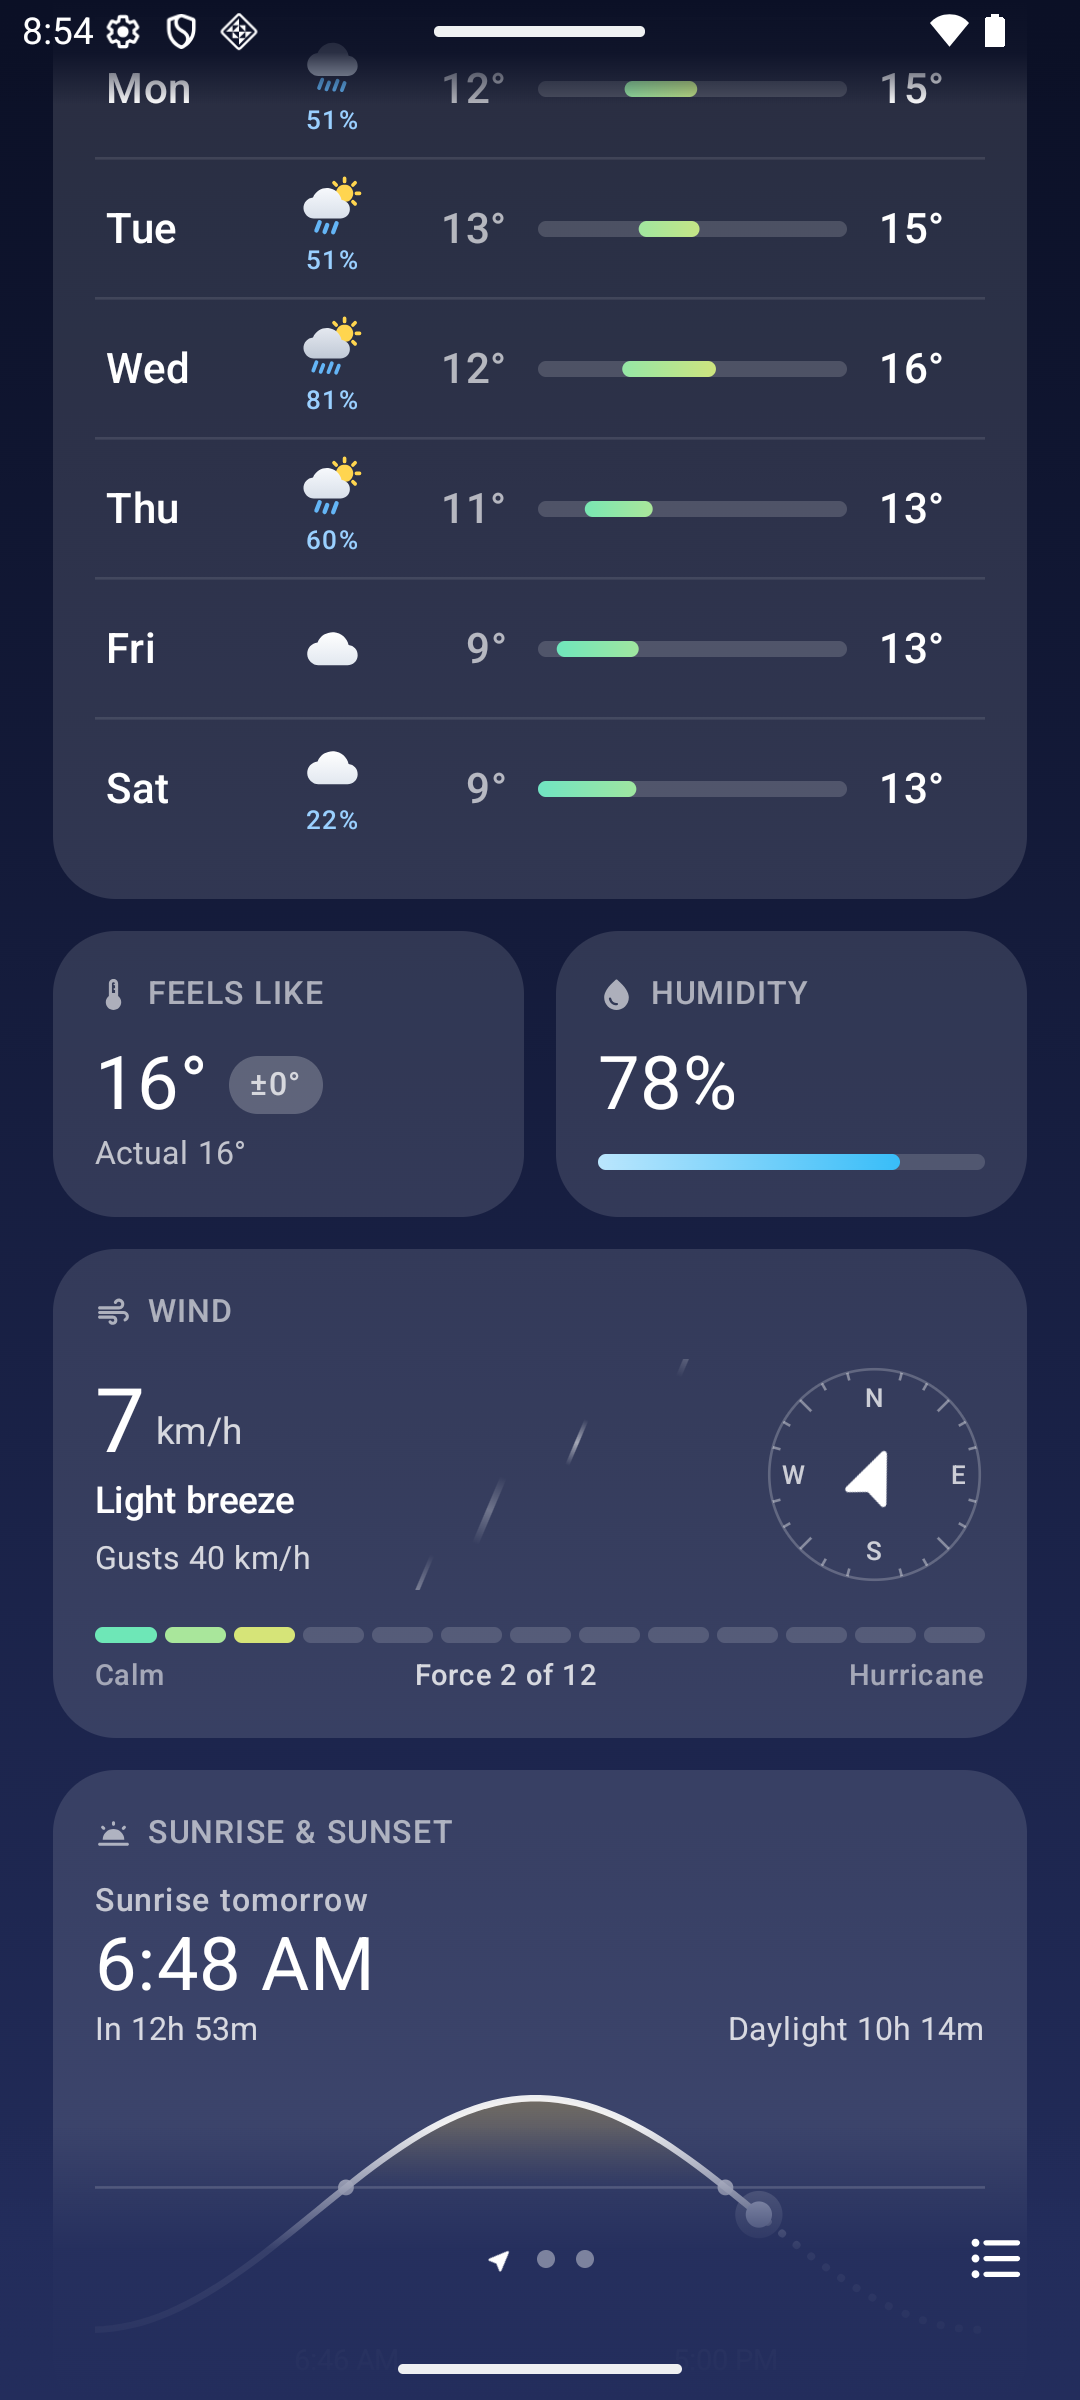 8:54
Mon 12° 15°
51%
Tue 13° 15°
51%
Wed 12° 16°
81%
Thu 11° 13°
60%
Fri 9° 13°
Sat 9° 13°
22%
FEELS LIKE
16° ±0°
Actual 16°
HUMIDITY
78%
WIND
7 km/h
Light breeze
Gusts 40 km/h
N
W E
S
Calm Force 2 of 12 Hurricane
SUNRISE & SUNSET
Sunrise tomorrow
6:48 AM
In 12h 53m Daylight 10h 14m
6:46 AM